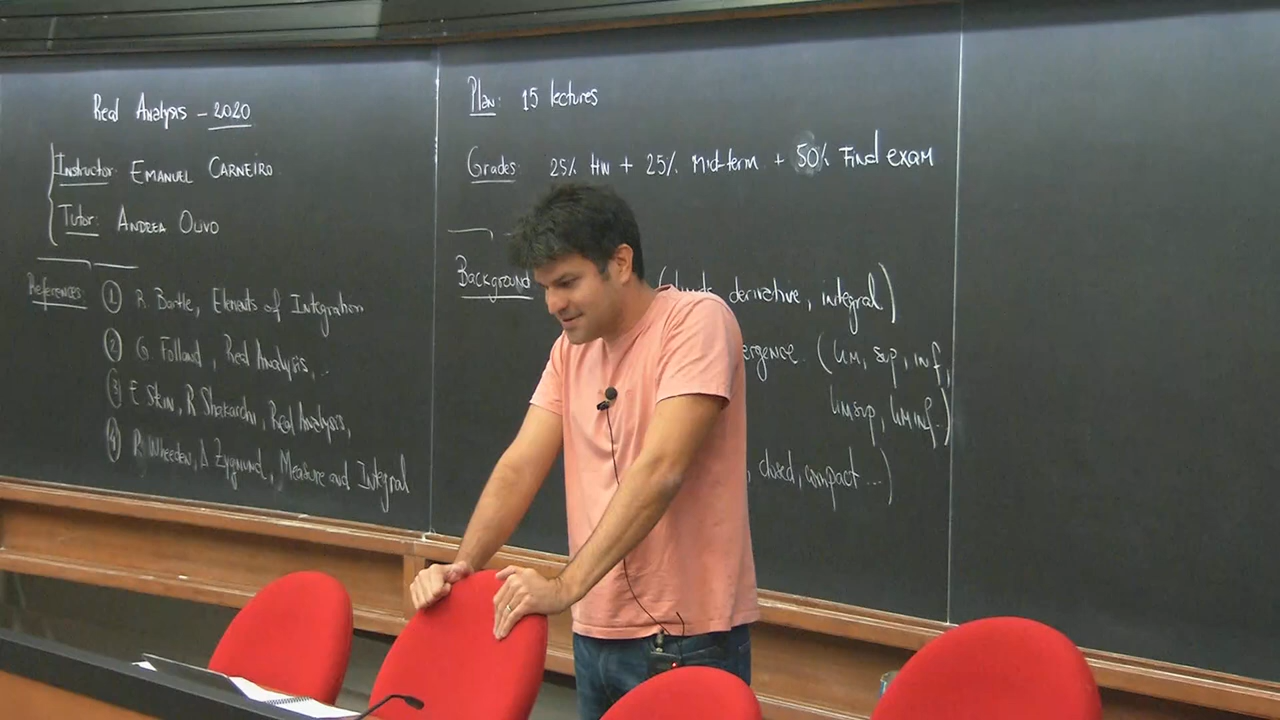 Real Analysis - 2020
Instructor: EMANUEL CARNEIRO
Tutor: ANDREA OLIVO
References: ① R. Bartle, Elements of Integration
② G. Folland, Real Analysis, ..
③ E. Stein, R. Shakarchi, Real Analysis,
④ R. Wheeden, A. Zygmund, Measure and Integral
Plan: 15 lectures
Grades: 25% HW + 25% Mid-term + 50% Final exam
Background
derivative, integral)
ergence. (lim, sup, inf,
limsup, liminf.)
, closed, compact ...)